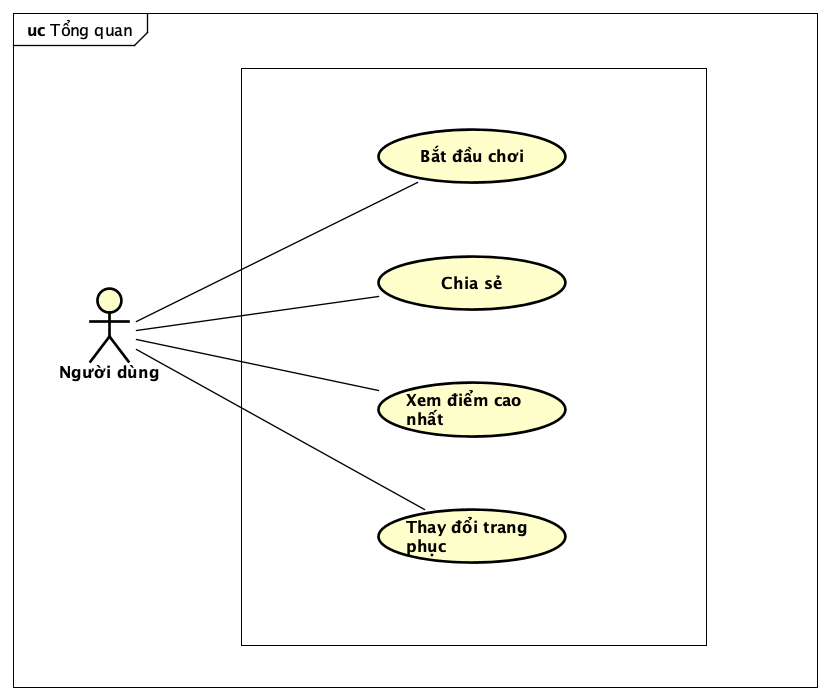 uc Tổng quan
Bắt đầu chơi
Chia sẻ
Người dùng
Xem điểm cao
nhất
Thay đổi trang
phục